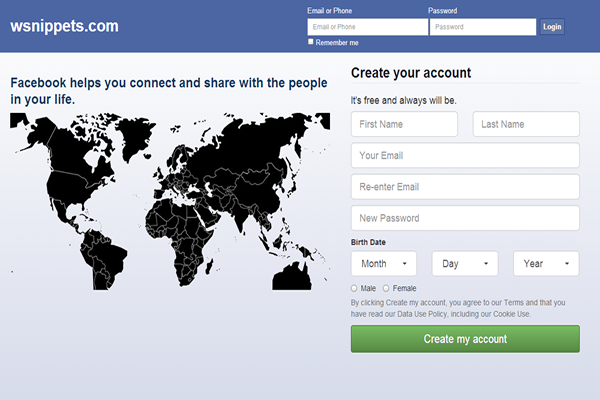 wsnippets.com
Email or Phone
Password
Email or Phone
Password
Login
Remember me
Facebook helps you connect and share with the people
in your life.
Create your account
It's free and always will be.
First Name
Last Name
Your Email
Re-enter Email
New Password
Birth Date
Month
Day
Year
Male
Female
By clicking Create my account, you agree to our Terms and that you
have read our Data Use Policy, including our Cookie Use.
Create my account